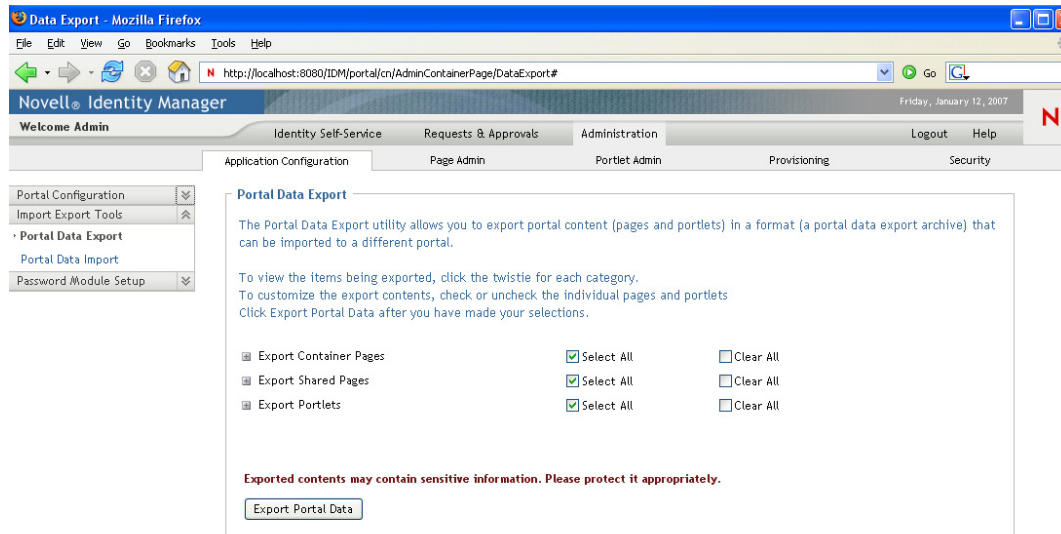 Data Export - Mozilla Firefox
File Edit View Go Bookmarks Tools Help
N http://localhost:8080/IDM/portal/cn/AdminContainerPage/DataExport# Go G
Novell® Identity Manager Friday, January 12, 2007
N
Welcome Admin Identity Self-Service Requests & Approvals Administration Logout Help
Application Configuration Page Admin Portlet Admin Provisioning Security
Portal Configuration
Import Export Tools
Portal Data Export
Portal Data Import
Password Module Setup
Portal Data Export
The Portal Data Export utility allows you to export portal content (pages and portlets) in a format (a portal data export archive) that
can be imported to a different portal.
To view the items being exported, click the twistie for each category.
To customize the export contents, check or uncheck the individual pages and portlets
Click Export Portal Data after you have made your selections.
Export Container Pages Select All Clear All
Export Shared Pages Select All Clear All
Export Portlets Select All Clear All
Exported contents may contain sensitive information. Please protect it appropriately.
Export Portal Data